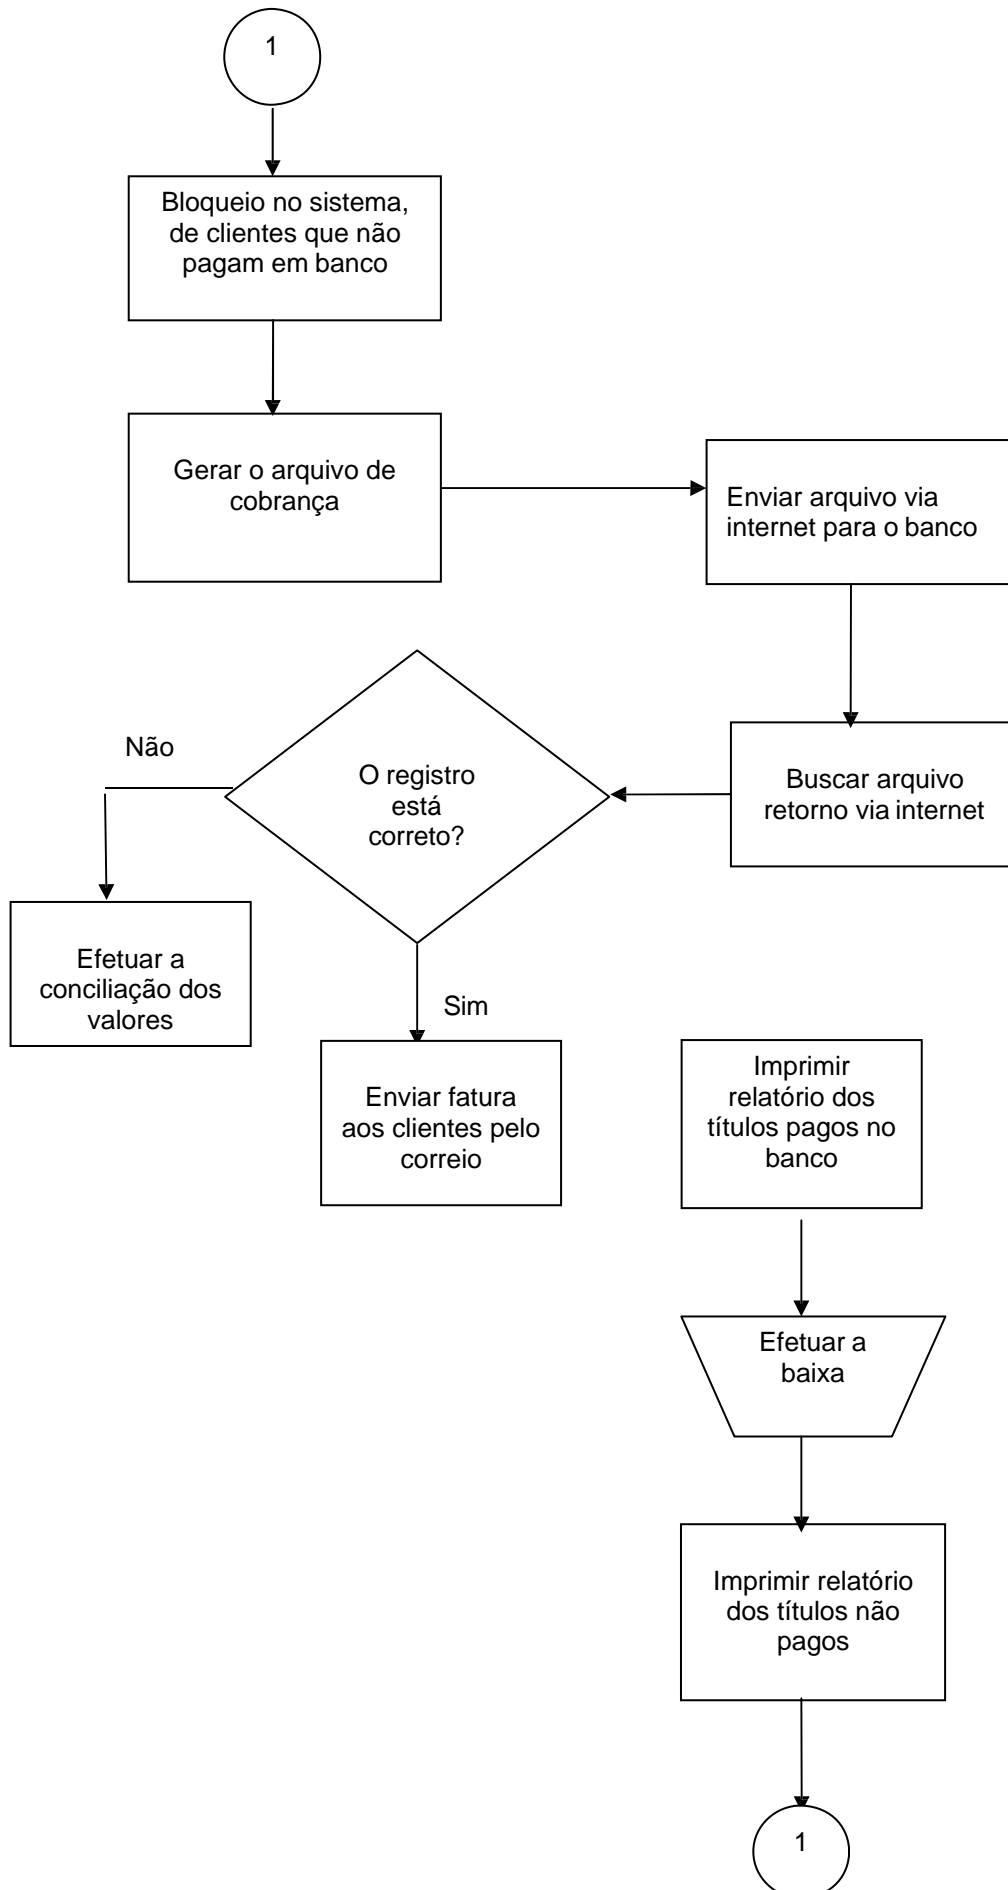 1
Bloqueio no sistema,
de clientes que não
pagam em banco
Gerar o arquivo de
cobrança
Enviar arquivo via
internet para o banco
Buscar arquivo
retorno via internet
O registro
está
correto?
Não
Efetuar a
conciliação dos
valores
Sim
Enviar fatura
aos clientes pelo
correio
Imprimir
relatório dos
títulos pagos no
banco
Efetuar a
baixa
Imprimir relatório
dos títulos não
pagos
1